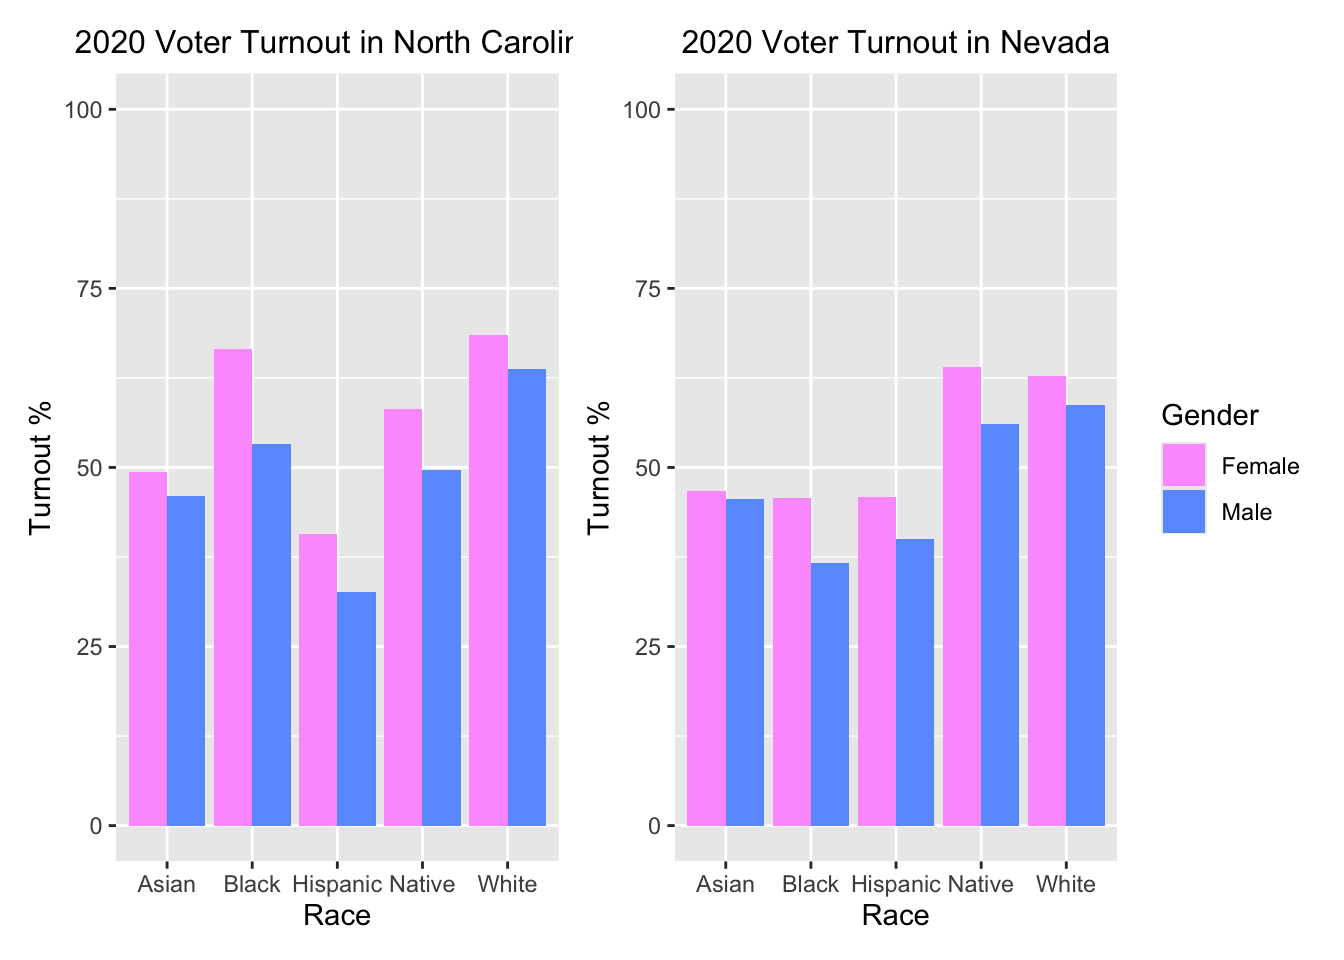 2020 Voter Turnout in North Carolin
100
75
50
25
0
Turnout %
Asian Black Hispanic Native White
Race
2020 Voter Turnout in Nevada
100
75
50
25
0
Turnout %
Asian Black Hispanic Native White
Race
Gender
Female
Male